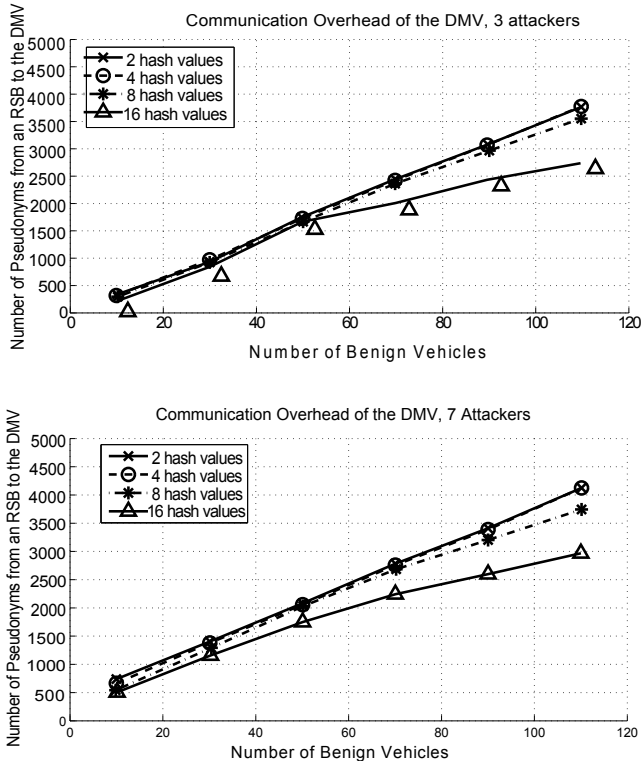 Communication Overhead of the DMV, 3 attackers
Number of Pseudonyms from an RSB to the DMV
5000
4500
4000
3500
3000
2500
2000
1500
1000
500
0
2 hash values
4 hash values
8 hash values
16 hash values
0 20 40 60 80 100 120
Number of Benign Vehicles
Communication Overhead of the DMV, 7 Attackers
Number of Pseudonyms from an RSB to the DMV
5000
4500
4000
3500
3000
2500
2000
1500
1000
500
0
2 hash values
4 hash values
8 hash values
16 hash values
0 20 40 60 80 100 120
Number of Benign Vehicles